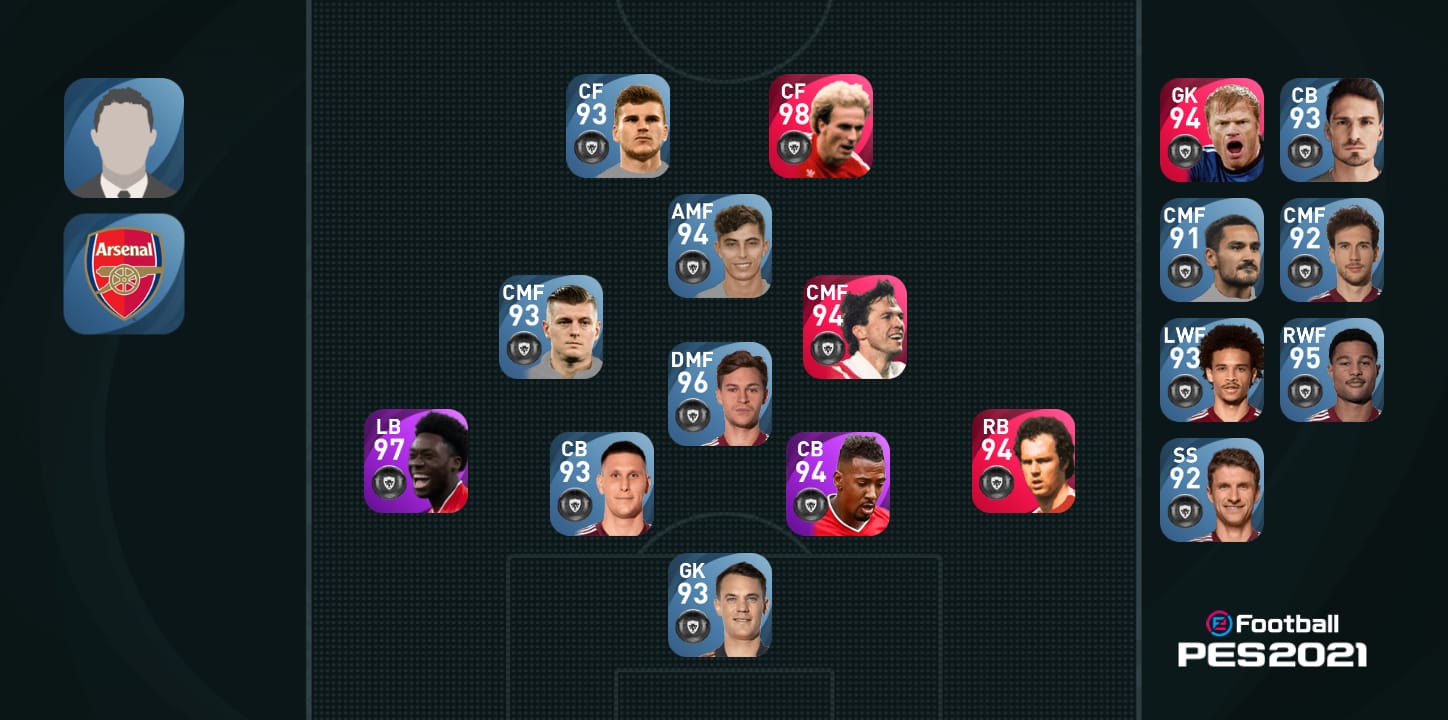 Arsenal
CF
93
CF
98
AMF
94
CMF
93
CMF
94
DMF
96
LB
97
CB
93
CB
94
RB
94
GK
93
GK
94
CB
93
CMF
91
CMF
92
LWF
93
RWF
95
SS
92
eFootball
PES2021